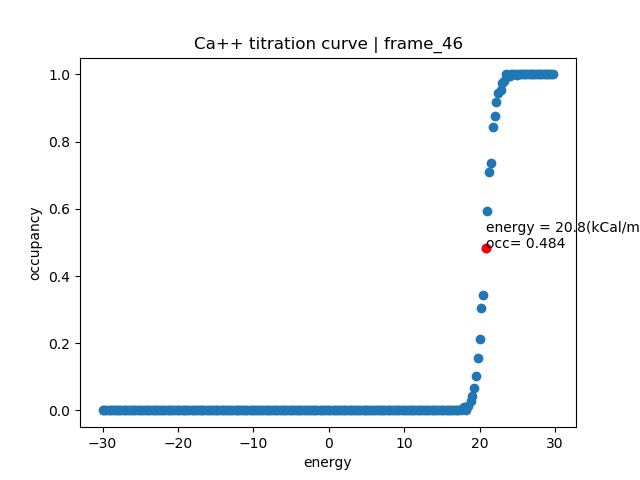 Ca++ titration curve | frame_46
1.0
0.8
0.6
0.4
0.2
0.0
occupancy
energy = 20.8(kCal/m
occ= 0.484
−30 −20 −10 0 10 20 30
energy